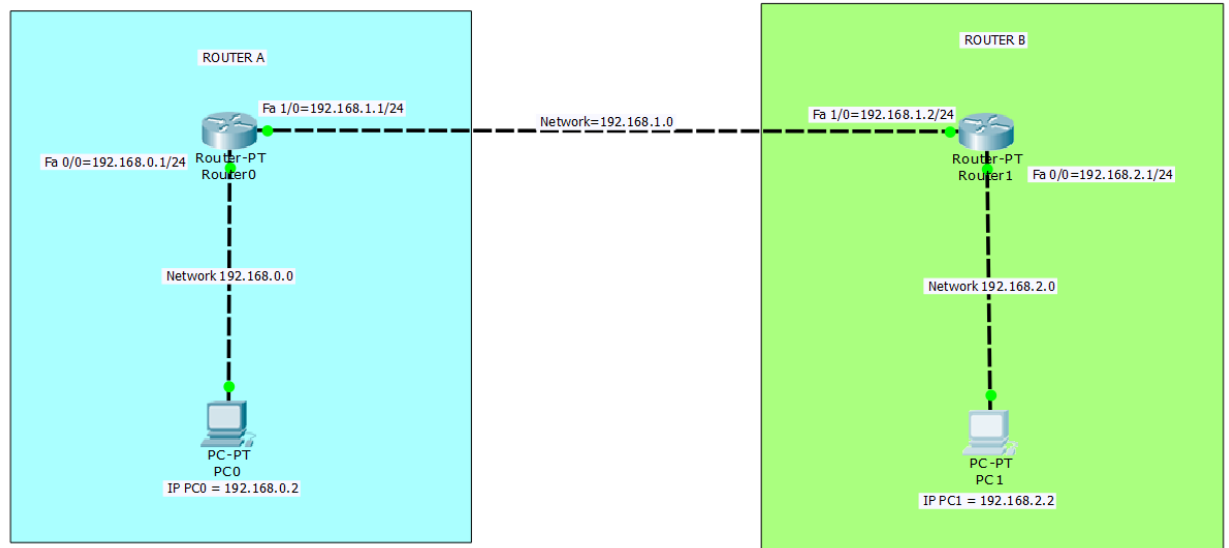 ROUTER A
ROUTER B
Fa 1/0=192.168.1.1/24
Network=192.168.1.0
Fa 1/0=192.168.1.2/24
Fa 0/0=192.168.0.1/24
Router-PT
Router0
Router-PT
Router1
Fa 0/0=192.168.2.1/24
Network 192.168.0.0
Network 192.168.2.0
PC-PT
PC0
IP PC0 = 192.168.0.2
PC-PT
PC1
IP PC1 = 192.168.2.2